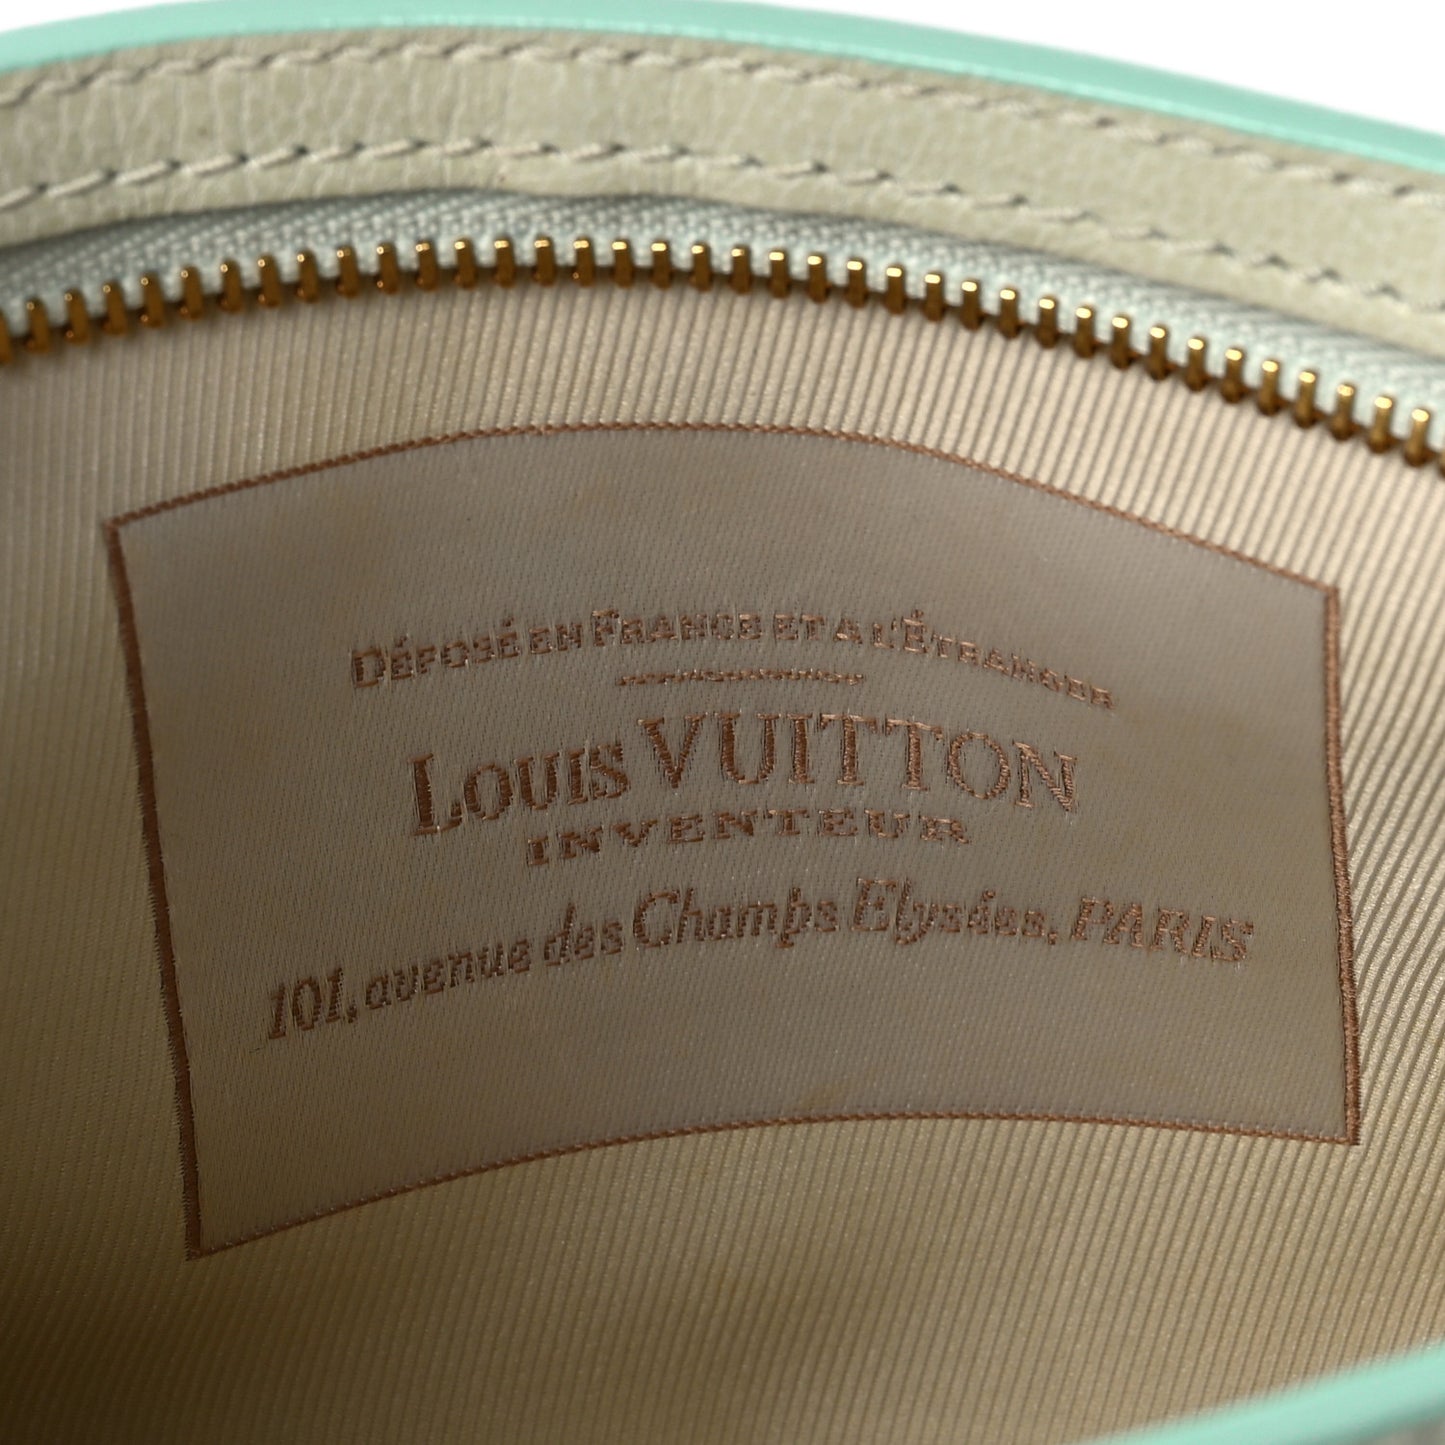 DÉPOSÉ EN FRANCE ET A L'ÉTRANGER
LOUIS VUITTON
INVENTEUR
101, avenue des Champs Elysées, PARIS